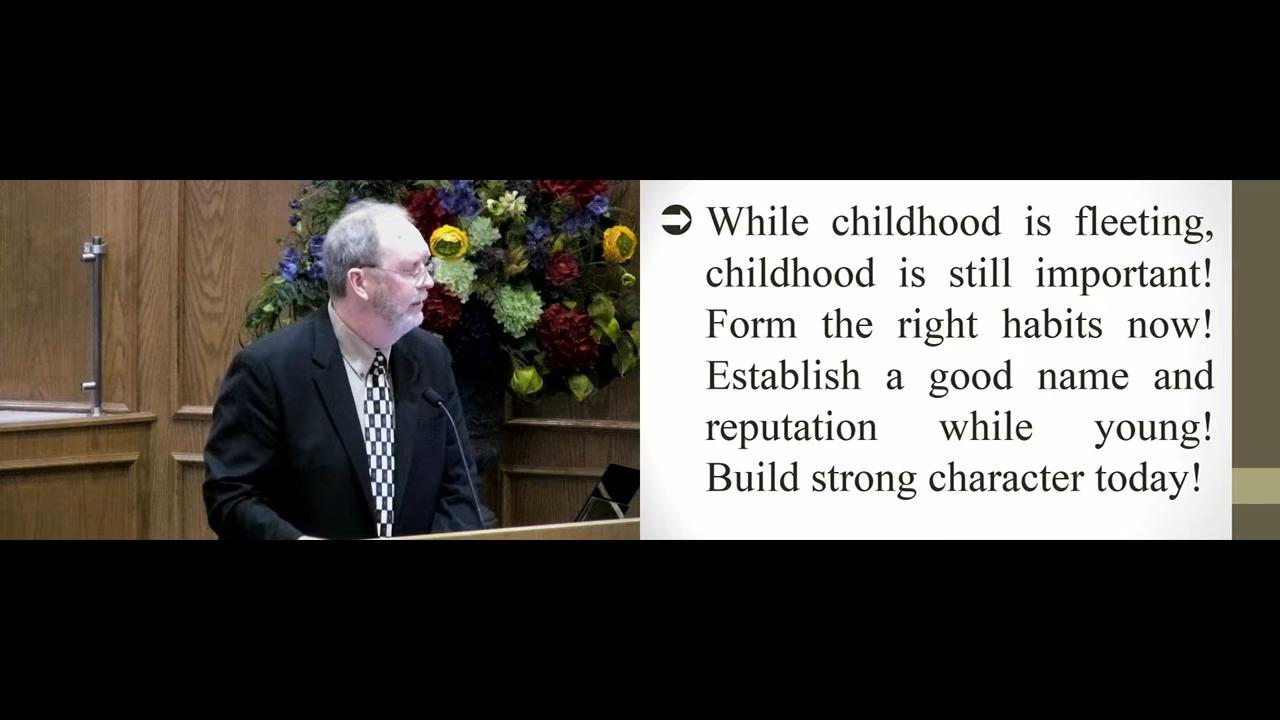 While childhood is fleeting,
childhood is still important!
Form the right habits now!
Establish a good name and
reputation while young!
Build strong character today!